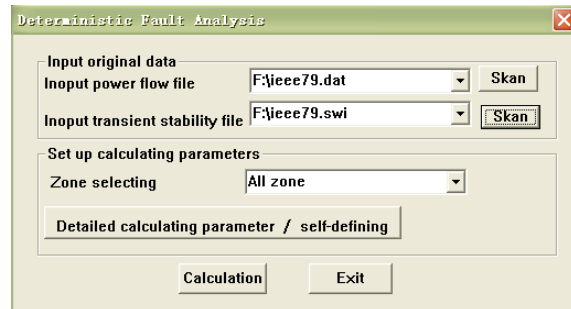 Deterministic Fault Analysis
Input original data
Inoput power flow file F:\ieee79.dat Skan
Inoput transient stability file F:\ieee79.swi Skan
Set up calculating parameters
Zone selecting All zone
Detailed calculating parameter / self-defining
Calculation Exit